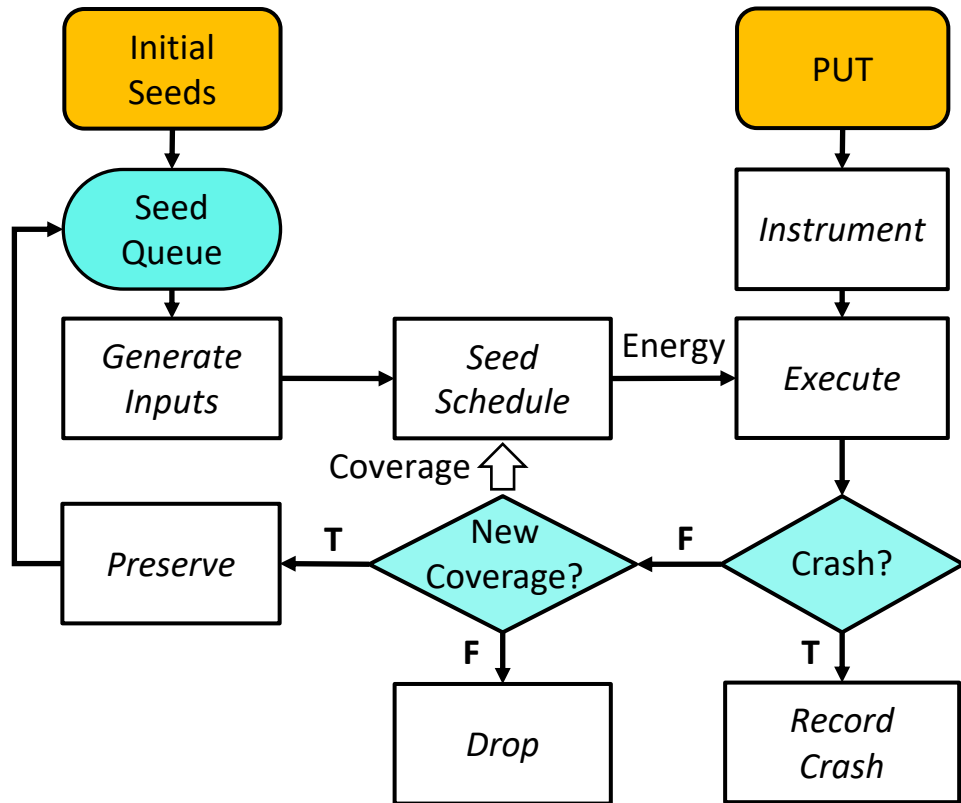 Initial
Seeds
PUT
Seed
Queue
Instrument
Generate
Inputs
Seed
Schedule
Energy
Execute
Coverage
Preserve
T
New
Coverage?
F
Crash?
F
T
Drop
Record
Crash